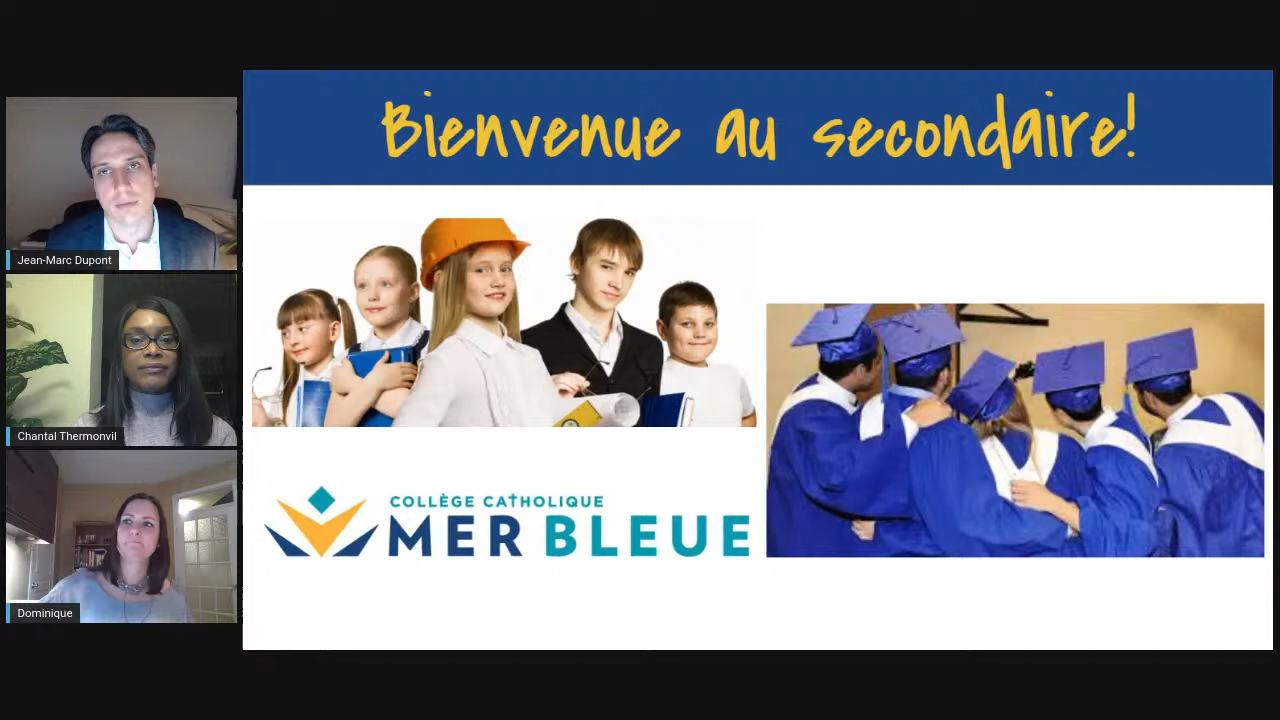 Bienvenue au secondaire!
Jean-Marc Dupont
Chantal Thermonvil
Dominique
COLLÈGE CATHOLIQUE
MER BLEUE